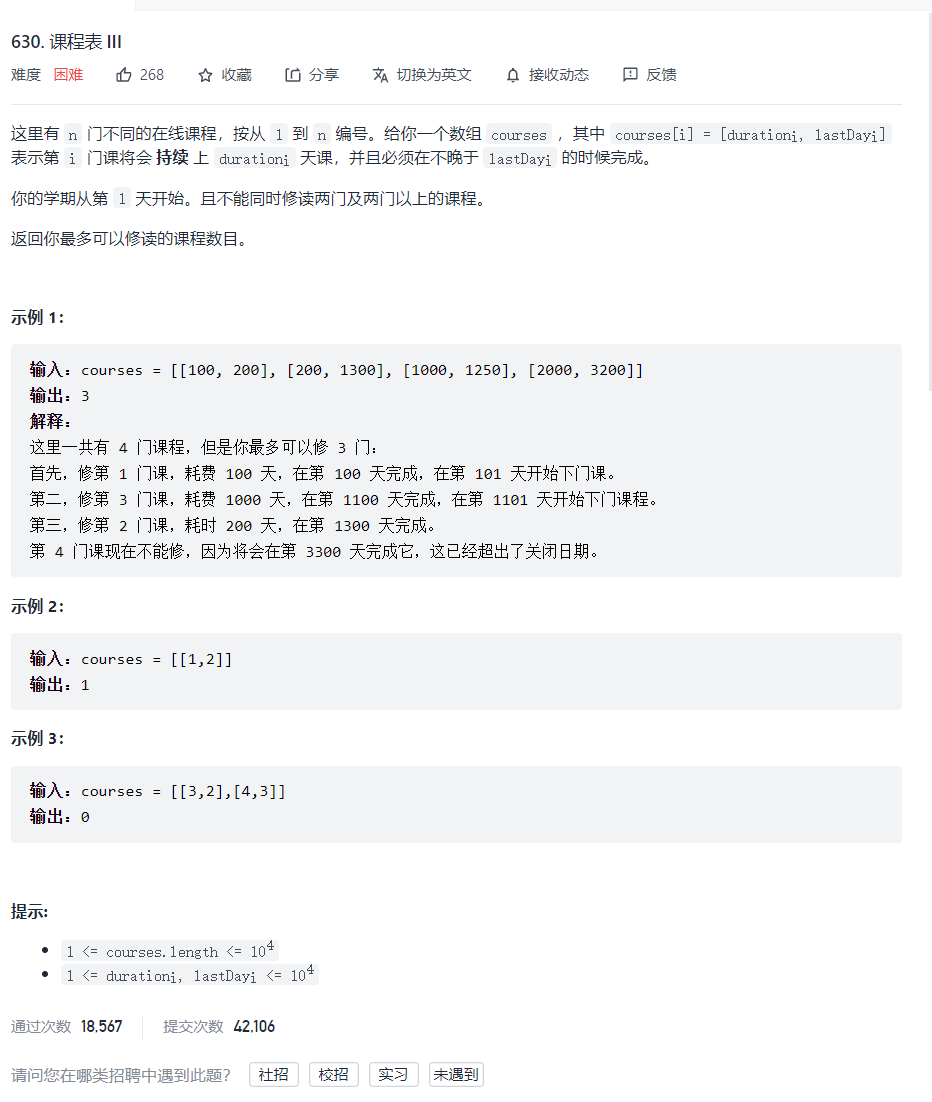 630. 课程表 III
难度 困难 268 收藏 分享 切换为英文 接收动态 反馈
这里有 n 门不同的在线课程，按从 1 到 n 编号。给你一个数组 courses ，其中 courses[i] = [durationi, lastDayi]
表示第 i 门课将会 持续 上 durationi 天课，并且必须在不晚于 lastDayi 的时候完成。
你的学期从第 1 天开始。且不能同时修读两门及两门以上的课程。
返回你最多可以修读的课程数目。
示例 1：
输入：courses = [[100, 200], [200, 1300], [1000, 1250], [2000, 3200]]
输出：3
解释：
这里一共有 4 门课程，但是你最多可以修 3 门：
首先，修第 1 门课，耗费 100 天，在第 100 天完成，在第 101 天开始下门课。
第二，修第 3 门课，耗费 1000 天，在第 1100 天完成，在第 1101 天开始下门课程。
第三，修第 2 门课，耗时 200 天，在第 1300 天完成。
第 4 门课现在不能修，因为将会在第 3300 天完成它，这已经超出了关闭日期。
示例 2：
输入：courses = [[1,2]]
输出：1
示例 3：
输入：courses = [[3,2],[4,3]]
输出：0
提示:
1 <= courses.length <= 10^4
1 <= durationi, lastDayi <= 10^4
通过次数 18,567 提交次数 42,106
请问您在哪类招聘中遇到此题？ 社招 校招 实习 未遇到